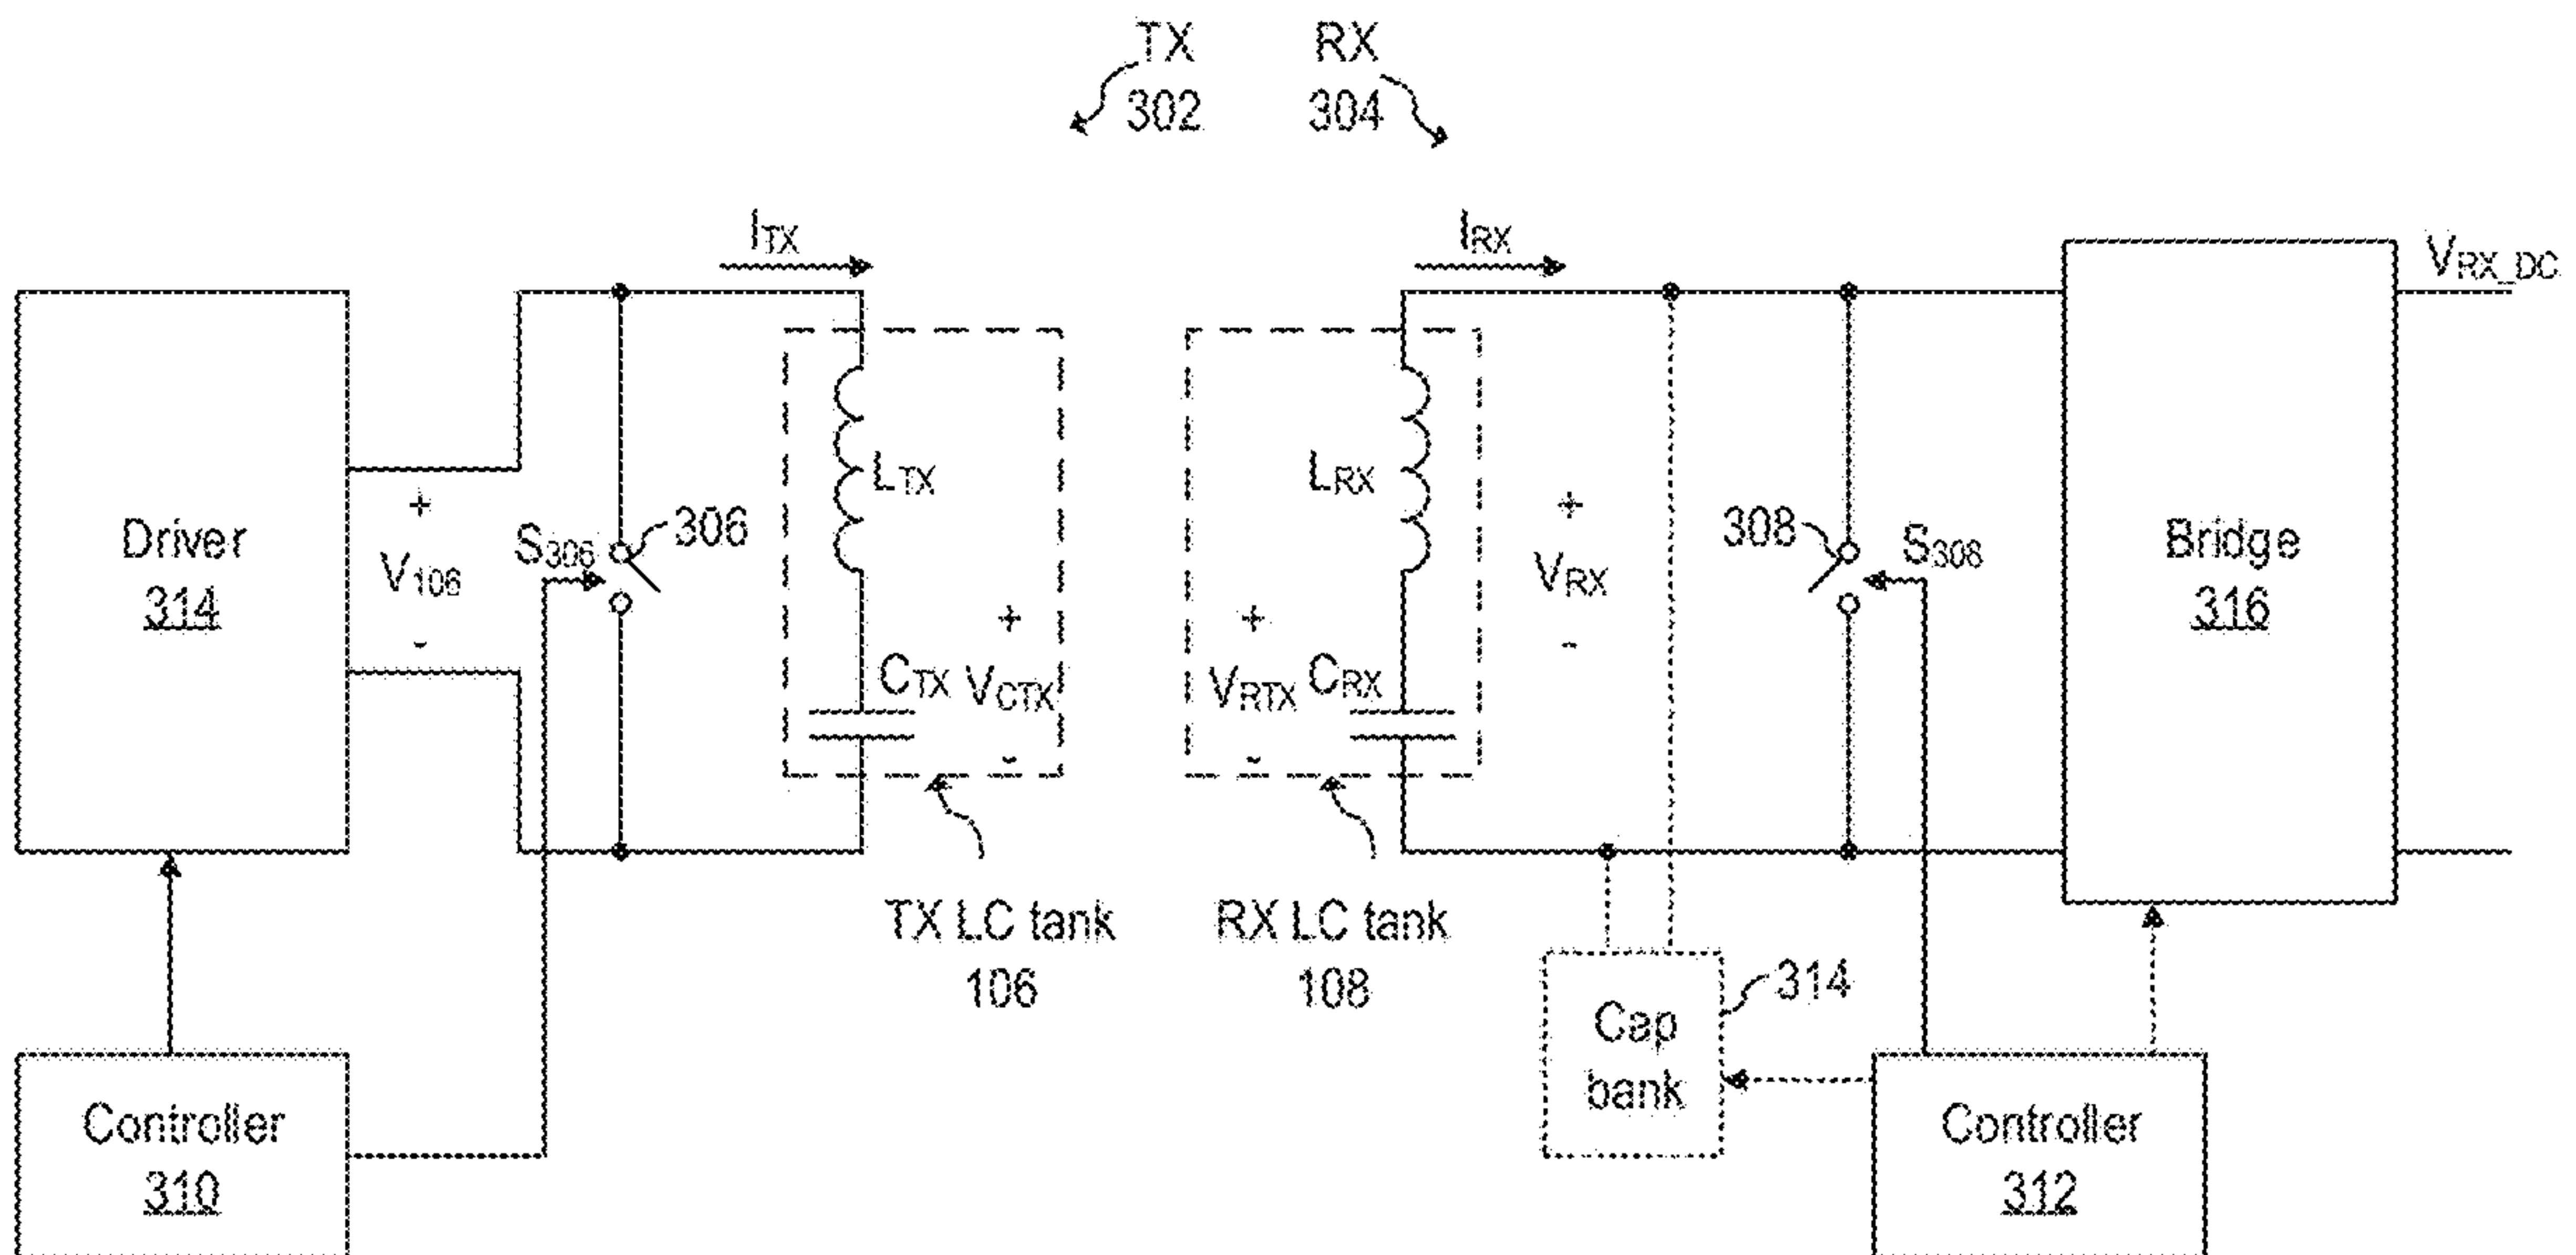 TX
302
RX
304
ITX
IRX
VRX_DC
Driver
314
+
V106
-
S306
306
LTX
CTX
+
VCTX
-
LRX
+
VRTX
-
CRX
+
VRX
-
308
S308
Bridge
316
TX LC tank
106
RX LC tank
108
Cap
bank
314
Controller
310
Controller
312